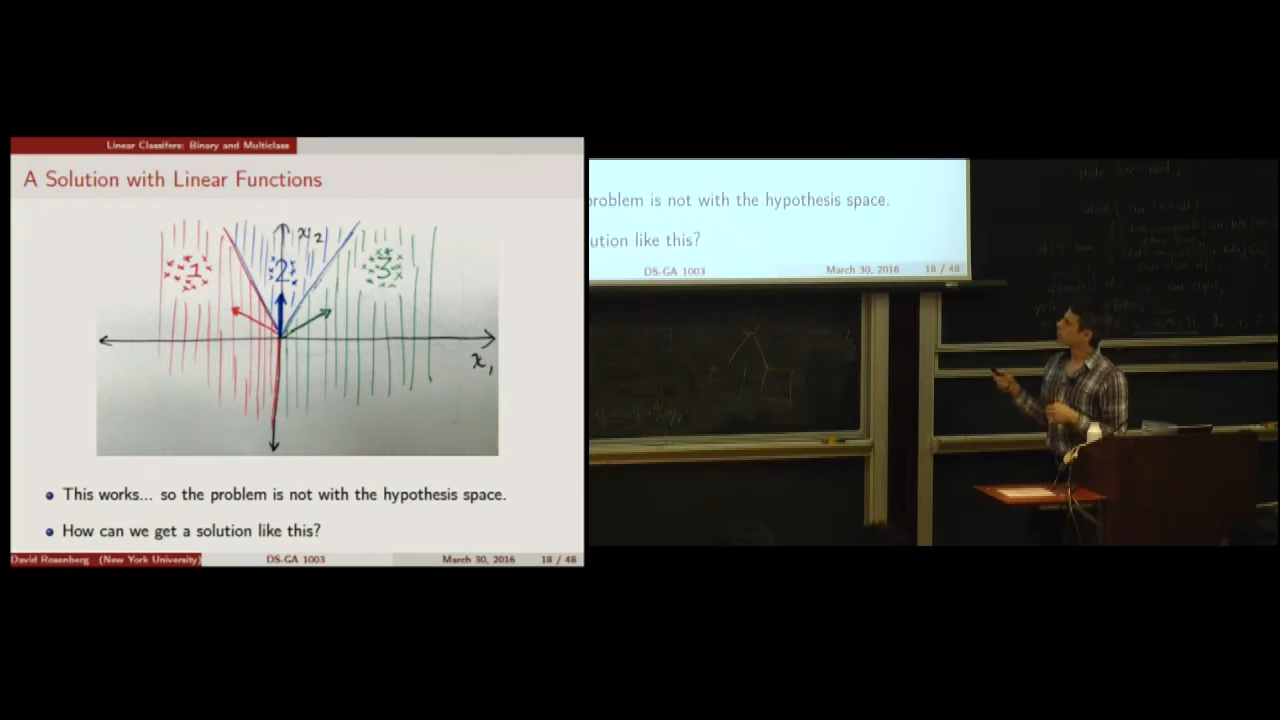 Linear Classifers: Binary and Multiclass
A Solution with Linear Functions
x2
1 2 3
x1
This works... so the problem is not with the hypothesis space.
How can we get a solution like this?
David Rosenberg (New York University) DS-GA 1003 March 30, 2016 18 / 48
problem is not with the hypothesis space.
ution like this?
DS-GA 1003 March 30, 2016 18 / 48